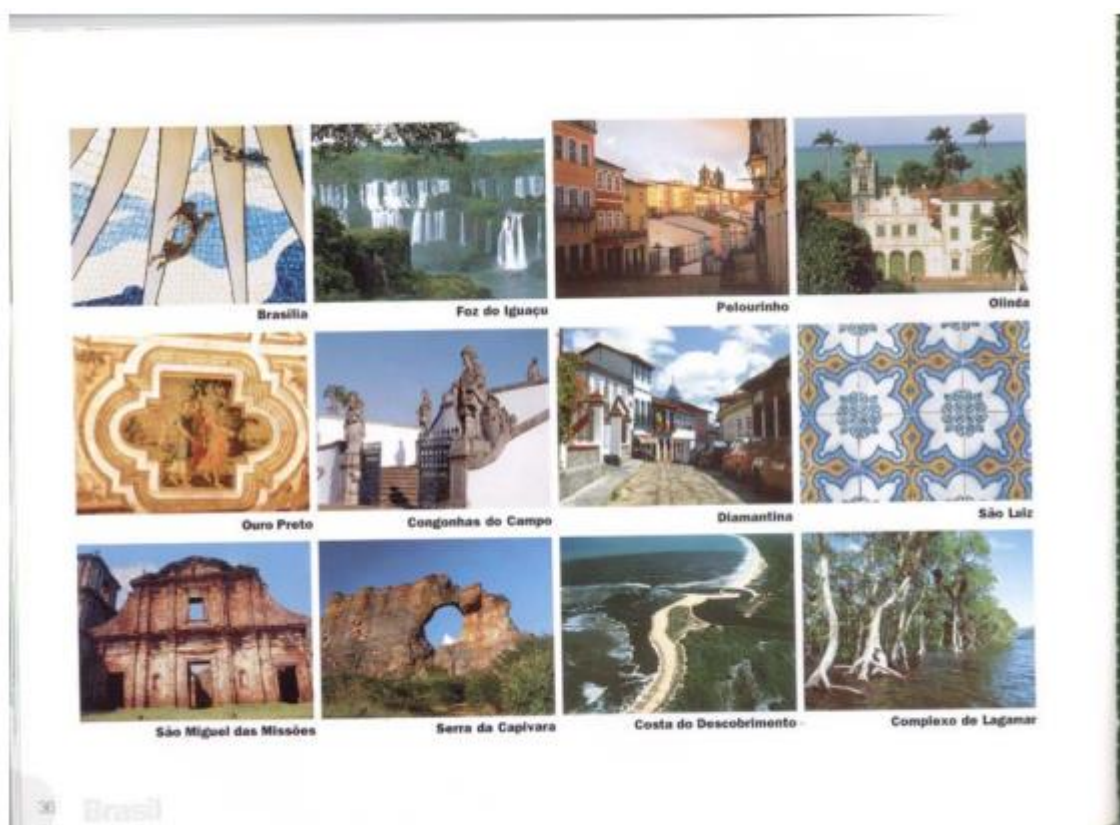 Brasília
Foz do Iguaçu
Pelourinho
Olinda
Ouro Preto
Congonhas do Campo
Diamantina
São Luiz
São Miguel das Missões
Serra da Capivara
Costa do Descobrimento
Complexo de Lagamar
36 Brasil